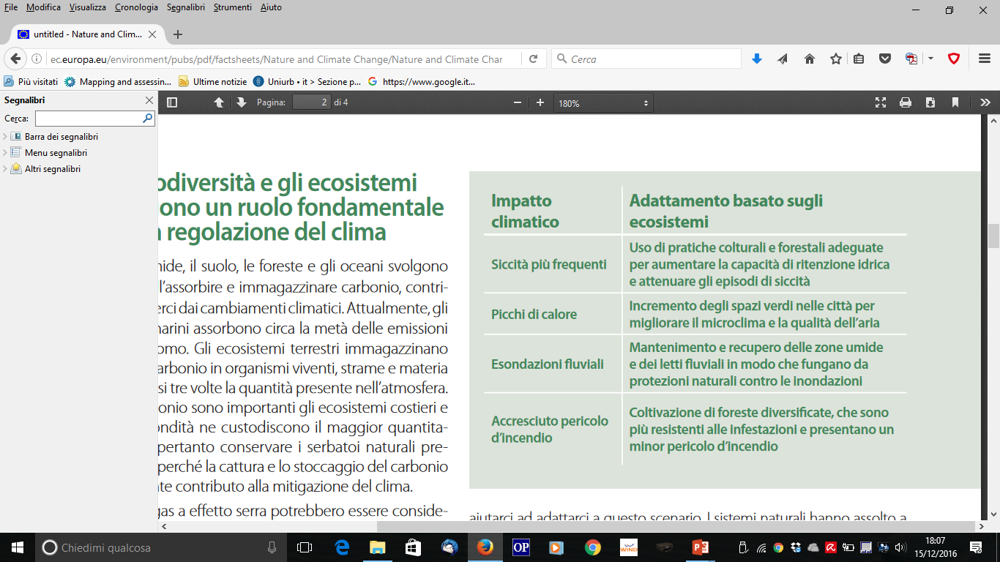 File Modifica Visualizza Cronologia Segnalibri Strumenti Aiuto
untitled - Nature and Clim...
ec.europa.eu/environment/pubs/pdf/factsheets/Nature and Climate Change/Nature and Climate Char
Cerca
Più visitati Mapping and assessin... Ultime notizie Uniurb • it > Sezione p... https://www.google.it...
Segnalibri
Pagina: 2 di 4
180%
Cerca:
Barra dei segnalibri
Menu segnalibri
Altri segnalibri
odiversità e gli ecosistemi
ono un ruolo fondamentale
a regolazione del clima
nide, il suolo, le foreste e gli oceani svolgono
l'assorbire e immagazzinare carbonio, contri-
erci dai cambiamenti climatici. Attualmente, gli
narini assorbono circa la metà delle emissioni
omo. Gli ecosistemi terrestri immagazzinano
arbonio in organismi viventi, strame e materia
si tre volte la quantità presente nell'atmosfera.
onio sono importanti gli ecosistemi costieri e
ondità ne custodiscono il maggior quantita-
pertanto conservare i serbatoi naturali pre-
perché la cattura e lo stoccaggio del carbonio
te contributo alla mitigazione del clima.
gas a effetto serra potrebbero essere conside-
Impatto
climatico
Adattamento basato sugli
ecosistemi
Siccità più frequenti
Uso di pratiche colturali e forestali adeguate
per aumentare la capacità di ritenzione idrica
e attenuare gli episodi di siccità
Picchi di calore
Incremento degli spazi verdi nelle città per
migliorare il microclima e la qualità dell'aria
Esondazioni fluviali
Mantenimento e recupero delle zone umide
e dei letti fluviali in modo che fungano da
protezioni naturali contro le inondazioni
Accresciuto pericolo
d'incendio
Coltivazione di foreste diversificate, che sono
più resistenti alle infestazioni e presentano un
minor pericolo d'incendio
aiutarci ad adattarci a questo scenario. I sistemi naturali hanno assolto a
Chiedimi qualcosa
OP
WIND
18:07
15/12/2016